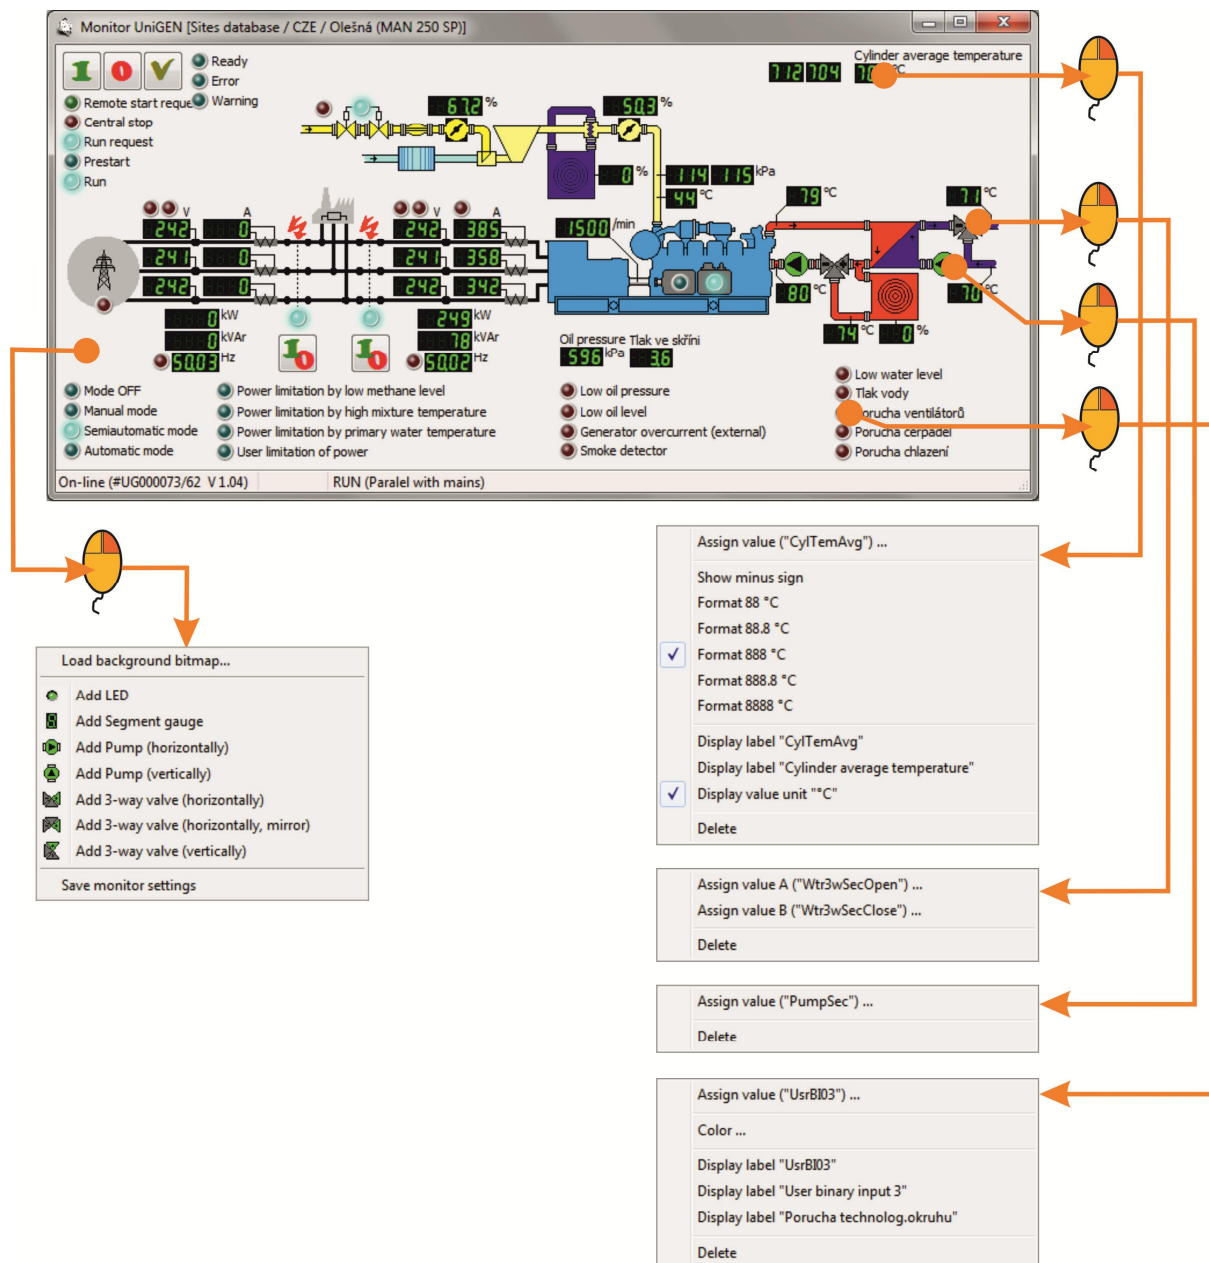 Monitor UniGEN [Sites database / CZE / Olešná (MAN 250 SP)]
Ready
Error
Warning
Cylinder average temperature
712 704
°C
Remote start reque
Central stop
Run request
Prestart
Run
67.2 %
50.3 %
0 %
114 115 kPa
44 °C
79 °C
71 °C
V A V A
242 0 242 385
241 0 241 358
242 0 242 342
1500 /min
80 °C
70 °C
74 °C 0 %
0 kW
0 kVAr
50.03 Hz
249 kW
78 kVAr
50.02 Hz
Oil pressure Tlak ve skříni
596 kPa 3.6
Mode OFF
Manual mode
Semiautomatic mode
Automatic mode
Power limitation by low methane level
Power limitation by high mixture temperature
Power limitation by primary water temperature
User limitation of power
Low oil pressure
Low oil level
Generator overcurrent (external)
Smoke detector
Low water level
Tlak vody
Porucha ventilátorů
Porucha čerpadel
Porucha chlazení
On-line (#UG000073/62 V 1.04) RUN (Paralel with mains)
Load background bitmap...
Add LED
Add Segment gauge
Add Pump (horizontally)
Add Pump (vertically)
Add 3-way valve (horizontally)
Add 3-way valve (horizontally, mirror)
Add 3-way valve (vertically)
Save monitor settings
Assign value ("CylTemAvg") ...
Show minus sign
Format 88 °C
Format 88.8 °C
Format 888 °C
Format 888.8 °C
Format 8888 °C
Display label "CylTemAvg"
Display label "Cylinder average temperature"
Display value unit "°C"
Delete
Assign value A ("Wtr3wSecOpen") ...
Assign value B ("Wtr3wSecClose") ...
Delete
Assign value ("PumpSec") ...
Delete
Assign value ("UsrBI03") ...
Color ...
Display label "UsrBI03"
Display label "User binary input 3"
Display label "Porucha technolog.okruhu"
Delete